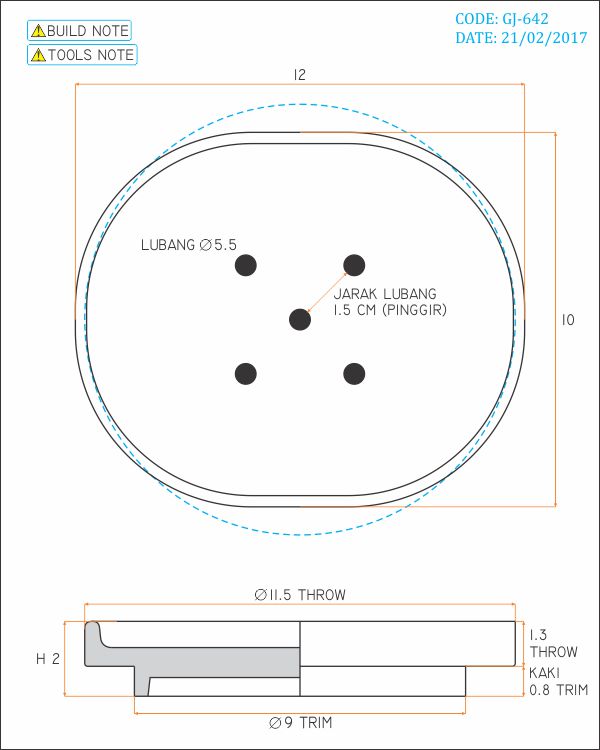 BUILD NOTE
TOOLS NOTE
CODE: GJ-642
DATE: 21/02/2017
12
LUBANG ∅5.5
JARAK LUBANG
1.5 CM (PINGGIR)
10
∅11.5 THROW
H 2
1.3
THROW
KAKI
0.8 TRIM
∅9 TRIM